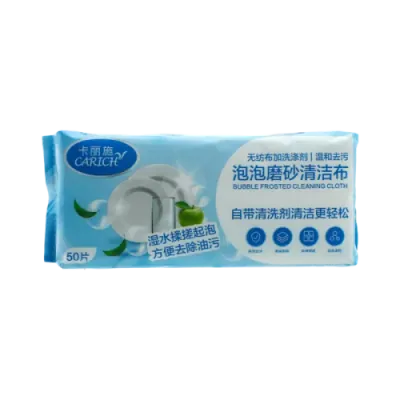 卡丽施
CARICH
无纺布加洗涤剂 | 温和去污
泡泡磨砂清洁布
BUBBLE FROSTED CLEANING CLOTH
自带清洗剂清洁更轻松
湿水揉搓起泡
方便去除油污
50片